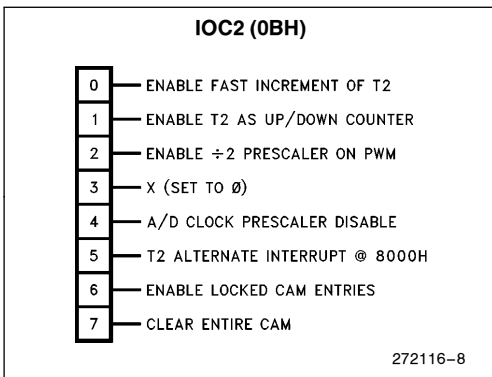 IOC2 (0BH)
0 ENABLE FAST INCREMENT OF T2
1 ENABLE T2 AS UP/DOWN COUNTER
2 ENABLE ÷2 PRESCALER ON PWM
3 X (SET TO Ø)
4 A/D CLOCK PRESCALER DISABLE
5 T2 ALTERNATE INTERRUPT @ 8000H
6 ENABLE LOCKED CAM ENTRIES
7 CLEAR ENTIRE CAM
272116–8